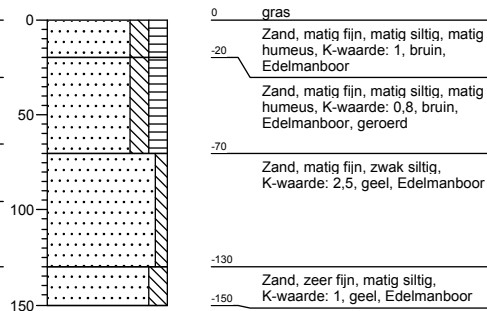 0
50
100
150
0 gras
Zand, matig fijn, matig siltig, matig
humeus, K-waarde: 1, bruin,
Edelmanboor
-20
Zand, matig fijn, matig siltig, matig
humeus, K-waarde: 0,8, bruin,
Edelmanboor, geroerd
-70
Zand, matig fijn, zwak siltig,
K-waarde: 2,5, geel, Edelmanboor
-130
Zand, zeer fijn, matig siltig,
K-waarde: 1, geel, Edelmanboor
-150